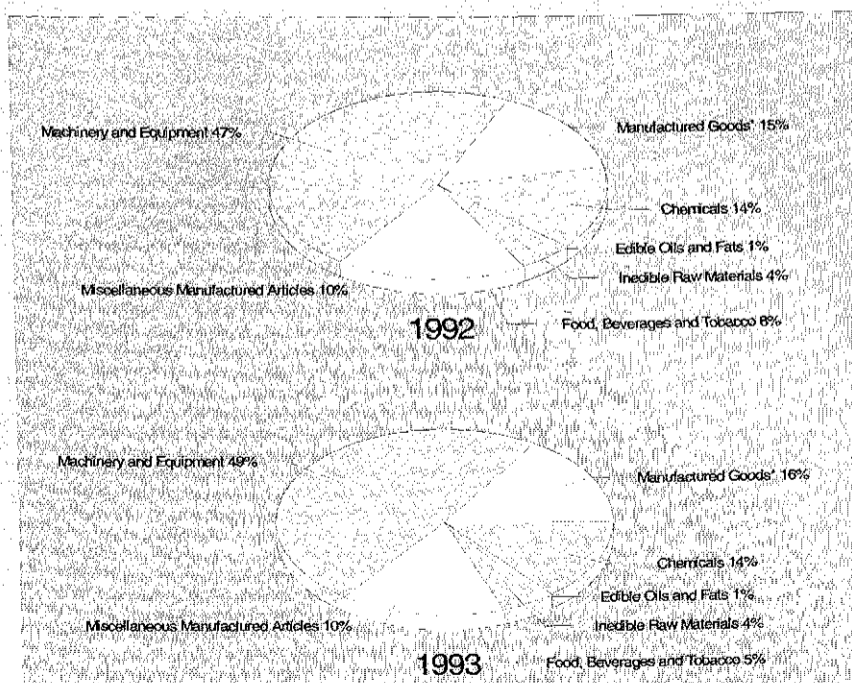 Machinery and Equipment 47%
Manufactured Goods* 15%
Chemicals 14%
Edible Oils and Fats 1%
Inedible Raw Materials 4%
Miscellaneous Manufactured Articles 10%
Food, Beverages and Tobacco
1992
Machinery and Equipment 49%
Manufactured Goods* 16%
Chemicals 14%
Edible Oils and Fats 1%
Inedible Raw Materials 4%
Miscellaneous Manufactured Articles 10%
Food, Beverages and Tobacco 5%
1993